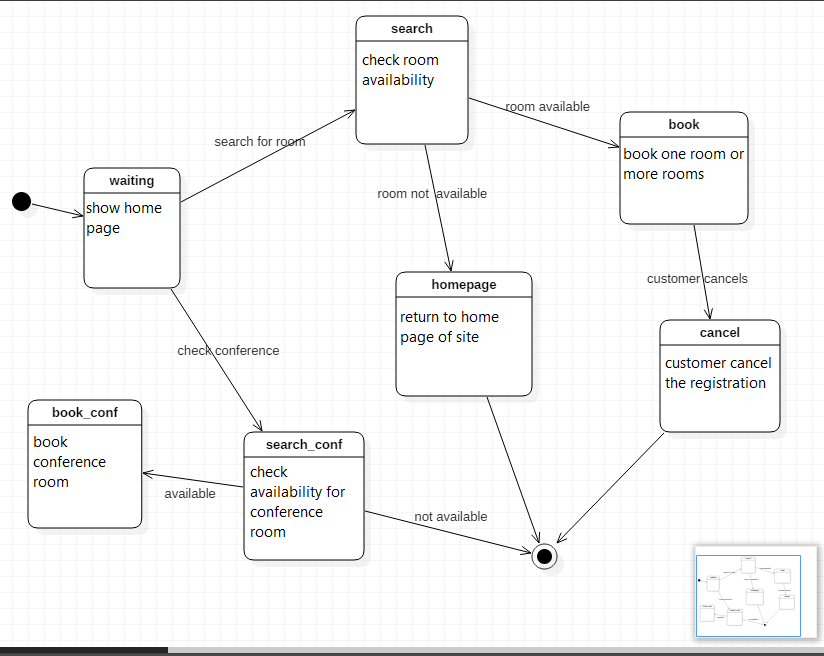 search
check room
availability
room available
book
book one room or
more rooms
search for room
waiting
show home
page
room not available
homepage
return to home
page of site
customer cancels
cancel
customer cancel
the registration
check conference
book_conf
book
conference
room
search_conf
check
availability for
conference
room
available
not available